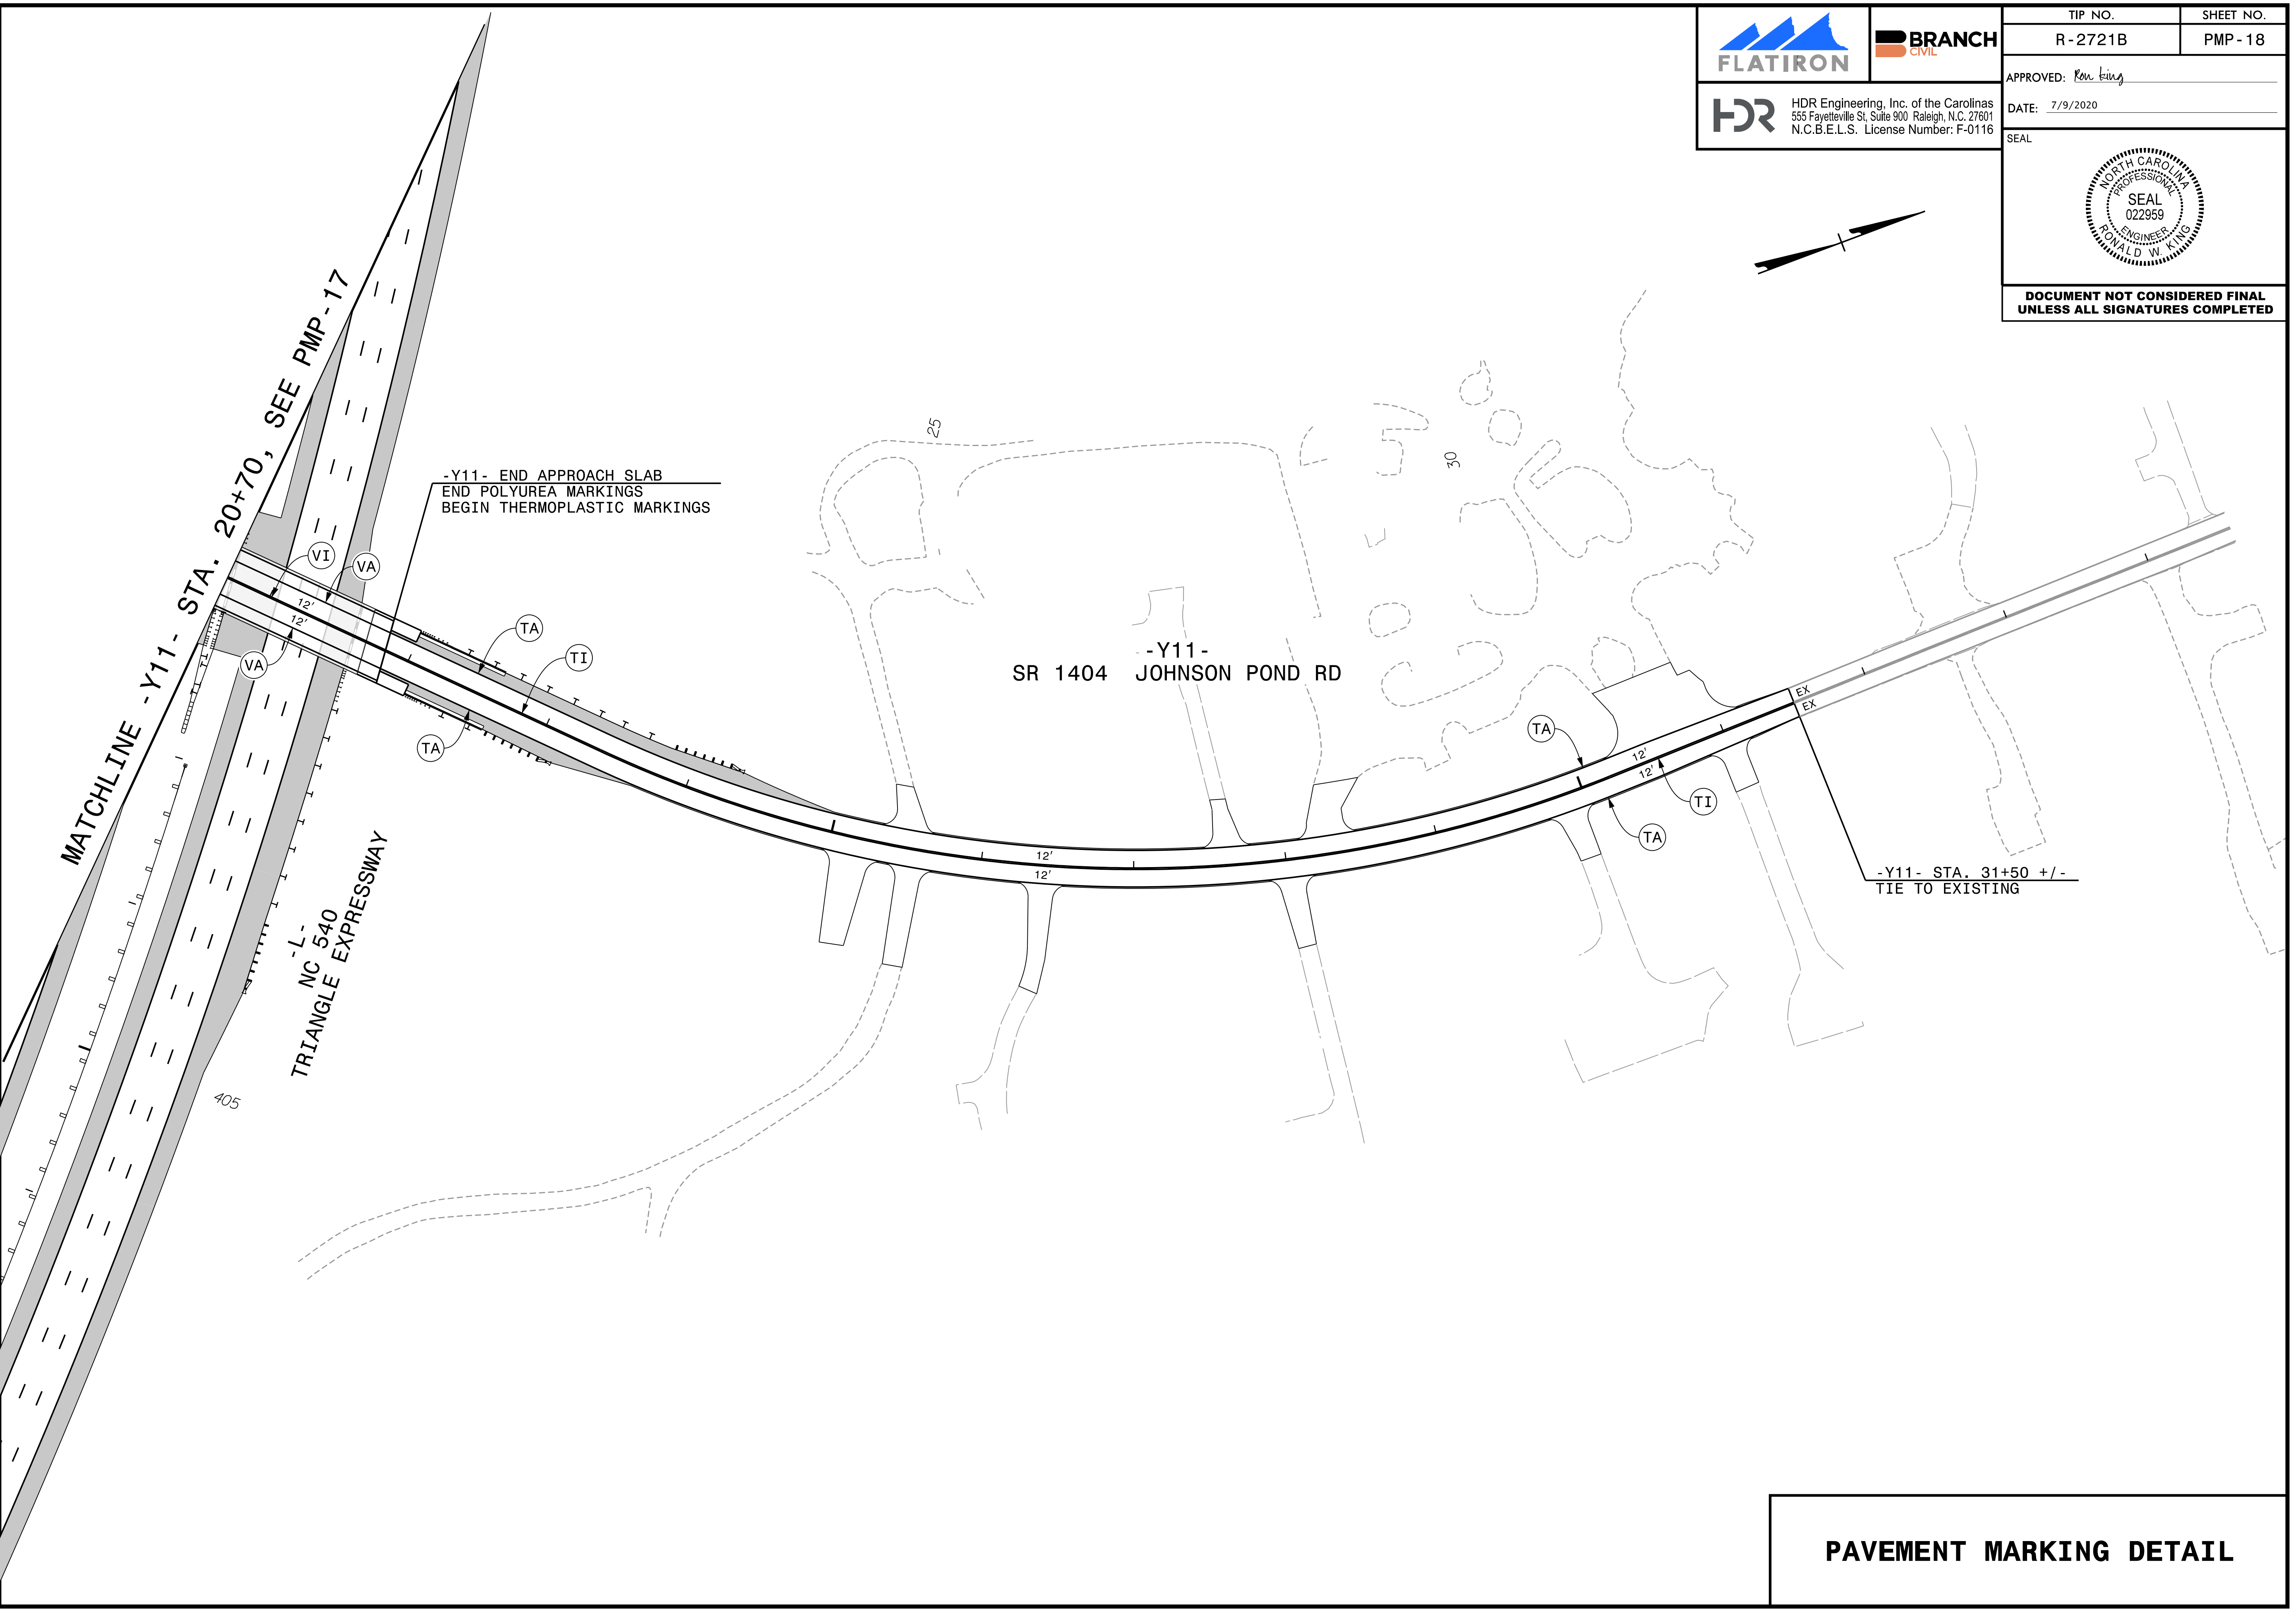 FLATIRON
BRANCH
CIVIL
TIP NO.
SHEET NO.
R-2721B
PMP-18
APPROVED: Ron King
DATE: 7/9/2020
HDR
HDR Engineering, Inc. of the Carolinas
555 Fayetteville St, Suite 900 Raleigh, N.C. 27601
N.C.B.E.L.S. License Number: F-0116
SEAL
NORTH CAROLINA
PROFESSIONAL
SEAL
022959
ENGINEER
RONALD W. KING
DOCUMENT NOT CONSIDERED FINAL
UNLESS ALL SIGNATURES COMPLETED
MATCHLINE -Y11- STA. 20+70, SEE PMP-17
-Y11- END APPROACH SLAB
END POLYUREA MARKINGS
BEGIN THERMOPLASTIC MARKINGS
25
30
VI
VA
12'
12'
VA
TA
TI
TA
-Y11-
SR 1404 JOHNSON POND RD
12'
12'
TA
12'
12'
TI
TA
EX
EX
-Y11- STA. 31+50 +/-
TIE TO EXISTING
-L-
NC 540
TRIANGLE EXPRESSWAY
405
PAVEMENT MARKING DETAIL